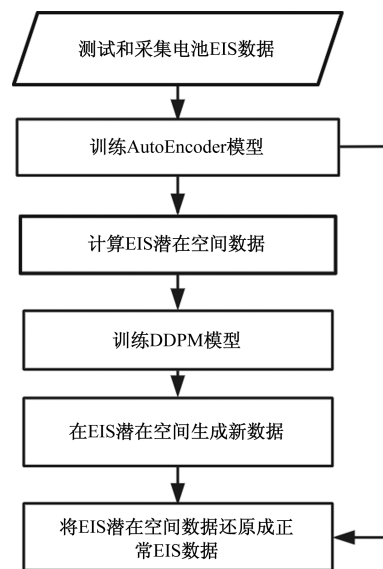 测试和采集电池EIS数据
训练AutoEncoder模型
计算EIS潜在空间数据
训练DDPM模型
在EIS潜在空间生成新数据
将EIS潜在空间数据还原成正
常EIS数据